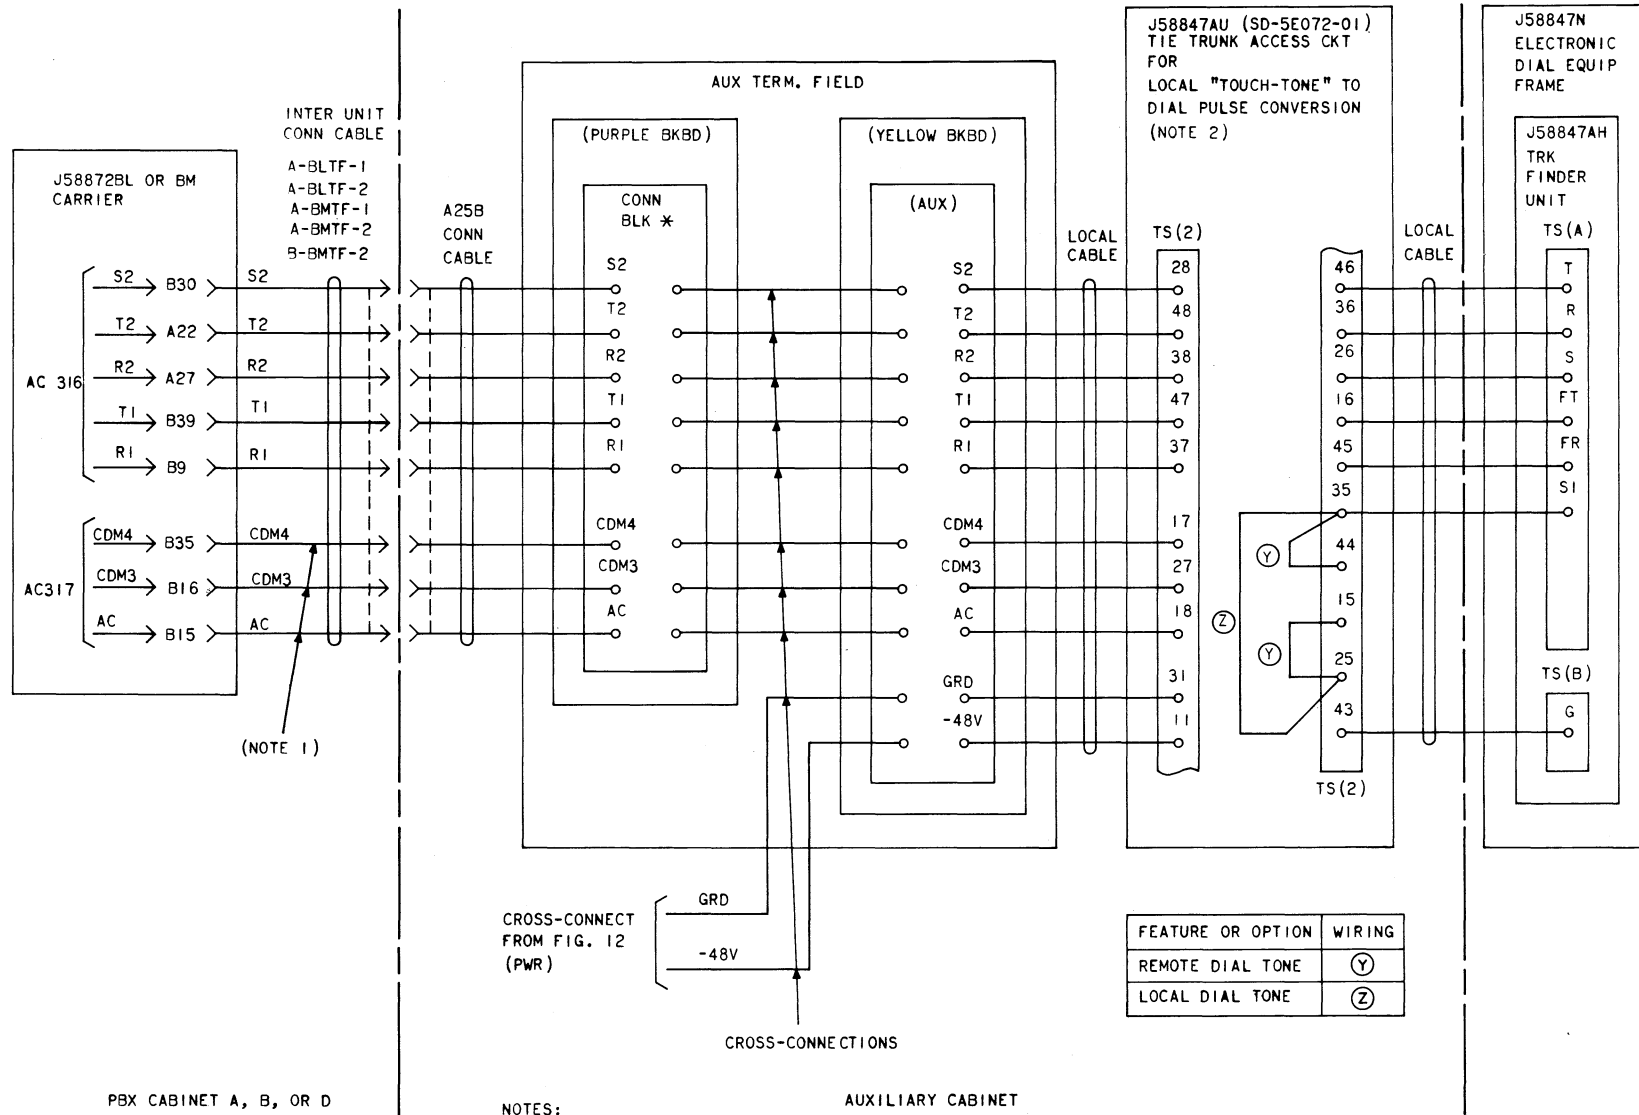 J58872BL OR BM
CARRIER
INTER UNIT
CONN CABLE
A-BLTF-1
A-BLTF-2
A-BMTF-1
A-BMTF-2
B-BMTF-2
A25B
CONN
CABLE
AC 316
S2 B30 S2
T2 A22 T2
R2 A27 R2
T1 B39 T1
R1 B9 R1
AC317
CDM4 B35 CDM4
CDM3 B16 CDM3
AC B15 AC
(NOTE 1)
AUX TERM. FIELD
(PURPLE BKBD)
CONN
BLK *
S2
T2
R2
T1
R1
CDM4
CDM3
AC
(YELLOW BKBD)
(AUX)
S2
T2
R2
T1
R1
CDM4
CDM3
AC
GRD
-48V
LOCAL
CABLE
J58847AU (SD-5E072-01)
TIE TRUNK ACCESS CKT
FOR
LOCAL "TOUCH-TONE" TO
DIAL PULSE CONVERSION
(NOTE 2)
TS(2)
28
48
38
47
37
17
27
18
31
11
46
36
26
16
45
35
44
15
25
43
TS(2)
Y
Z
Y
LOCAL
CABLE
J58847N
ELECTRONIC
DIAL EQUIP
FRAME
J58847AH
TRK
FINDER
UNIT
TS(A)
T
R
S
FT
FR
S1
TS(B)
G
CROSS-CONNECT
FROM FIG. 12
(PWR)
GRD
-48V
CROSS-CONNECTIONS
FEATURE OR OPTION WIRING
REMOTE DIAL TONE Y
LOCAL DIAL TONE Z
PBX CABINET A, B, OR D
NOTES:
AUXILIARY CABINET